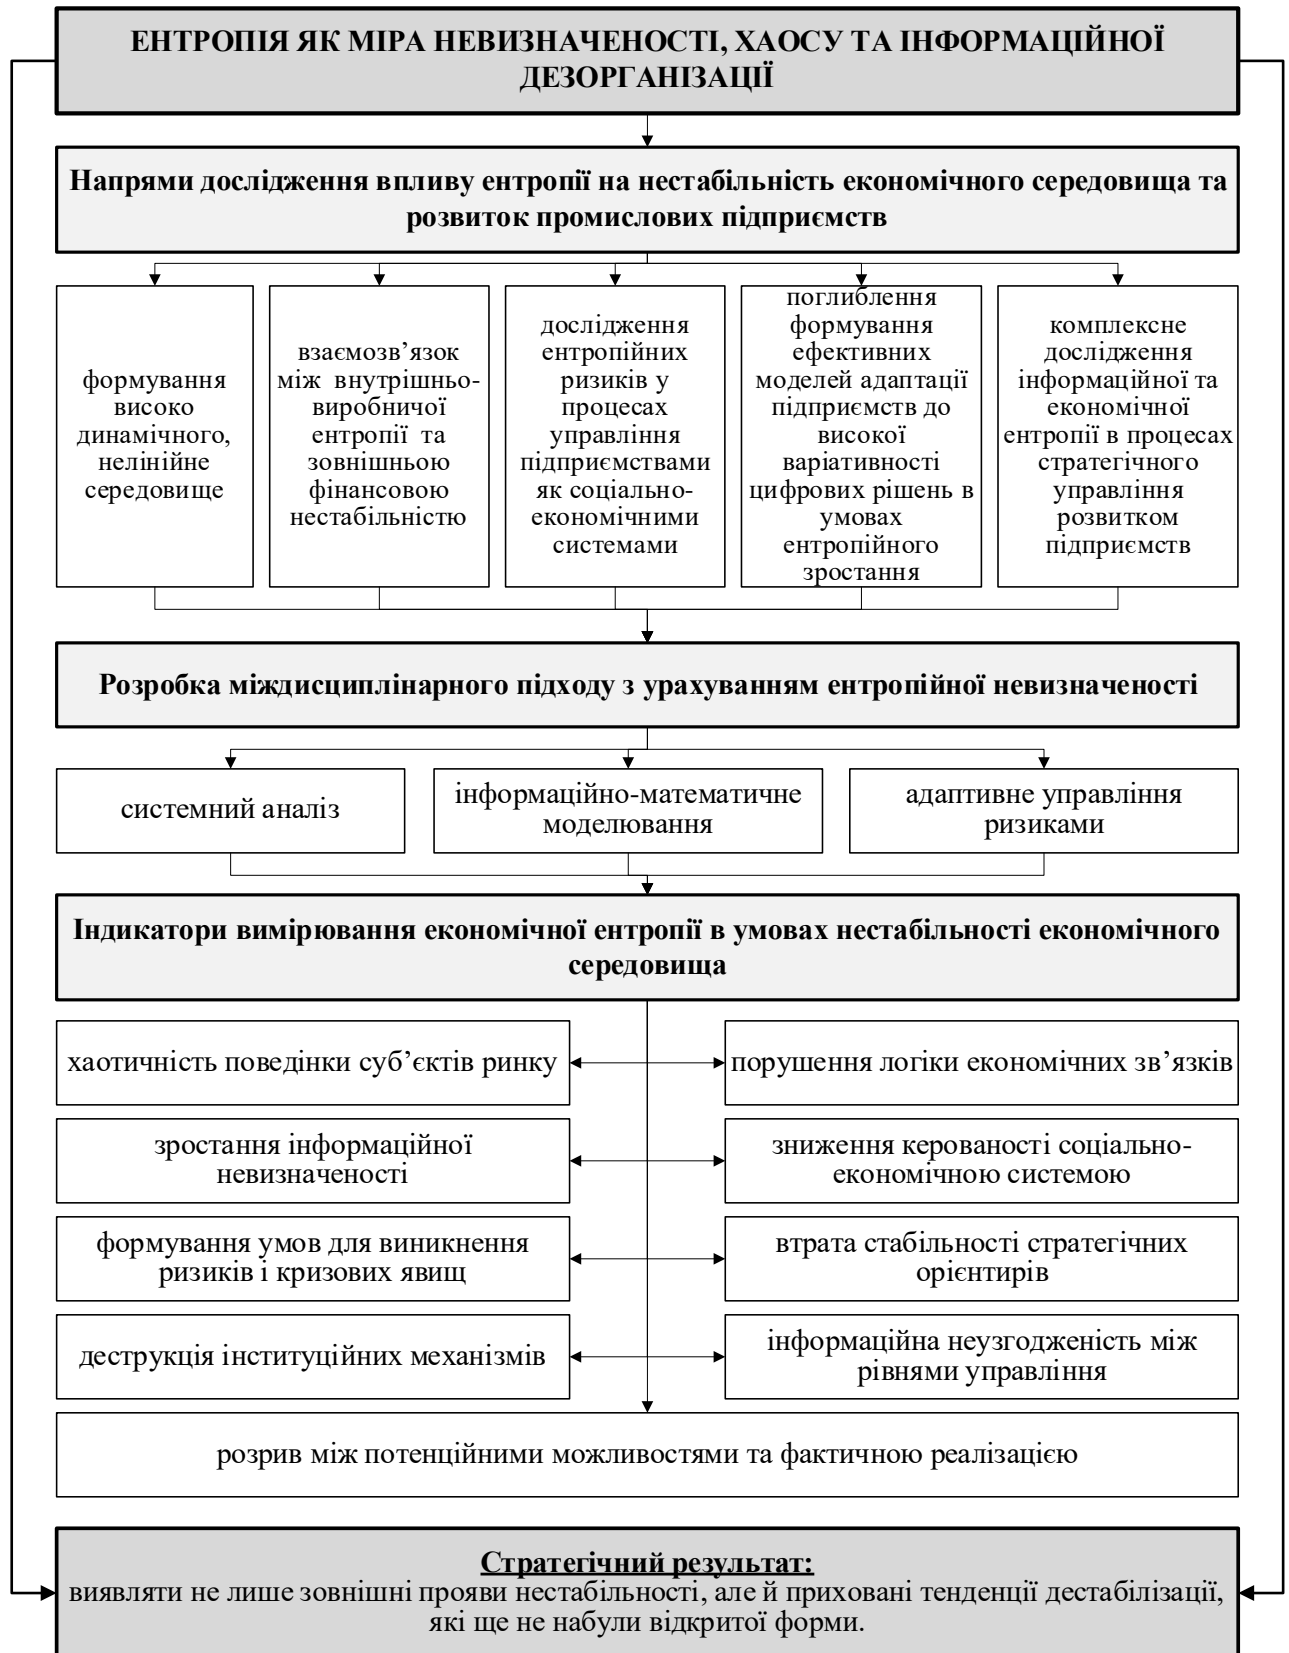 ЕНТРОПІЯ ЯК МІРА НЕВИЗНАЧЕНОСТІ, ХАОСУ ТА ІНФОРМАЦІЙНОЇ
ДЕЗОРГАНІЗАЦІЇ
Напрями дослідження впливу ентропії на нестабільність економічного середовища та
розвиток промислових підприємств
формування
високо
динамічного,
нелінійне
середовище
взаємозв’язок
між внутрішньо-
виробничої
ентропії та
зовнішньою
фінансовою
нестабільністю
дослідження
ентропійних
ризиків у
процесах
управління
підприємствами
як соціально-
економічними
системами
поглиблення
формування
ефективних
моделей адаптації
підприємств до
високої
варіативності
цифрових рішень в
умовах
ентропійного
зростання
комплексне
дослідження
інформаційної та
економічної
ентропії в процесах
стратегічного
управління
розвитком
підприємств
Розробка міждисциплінарного підходу з урахуванням ентропійної невизначеності
системний аналіз
інформаційно-математичне
моделювання
адаптивне управління
ризиками
Індикатори вимірювання економічної ентропії в умовах нестабільності економічного
середовища
хаотичність поведінки суб’єктів ринку
порушення логіки економічних зв’язків
зростання інформаційної
невизначеності
зниження керованості соціально-
економічною системою
формування умов для виникнення
ризиків і кризових явищ
втрата стабільності стратегічних
орієнтирів
деструкція інституційних механізмів
інформаційна неузгодженість між
рівнями управління
розрив між потенційними можливостями та фактичною реалізацією
Стратегічний результат:
виявляти не лише зовнішні прояви нестабільності, але й приховані тенденції дестабілізації,
які ще не набули відкритої форми.